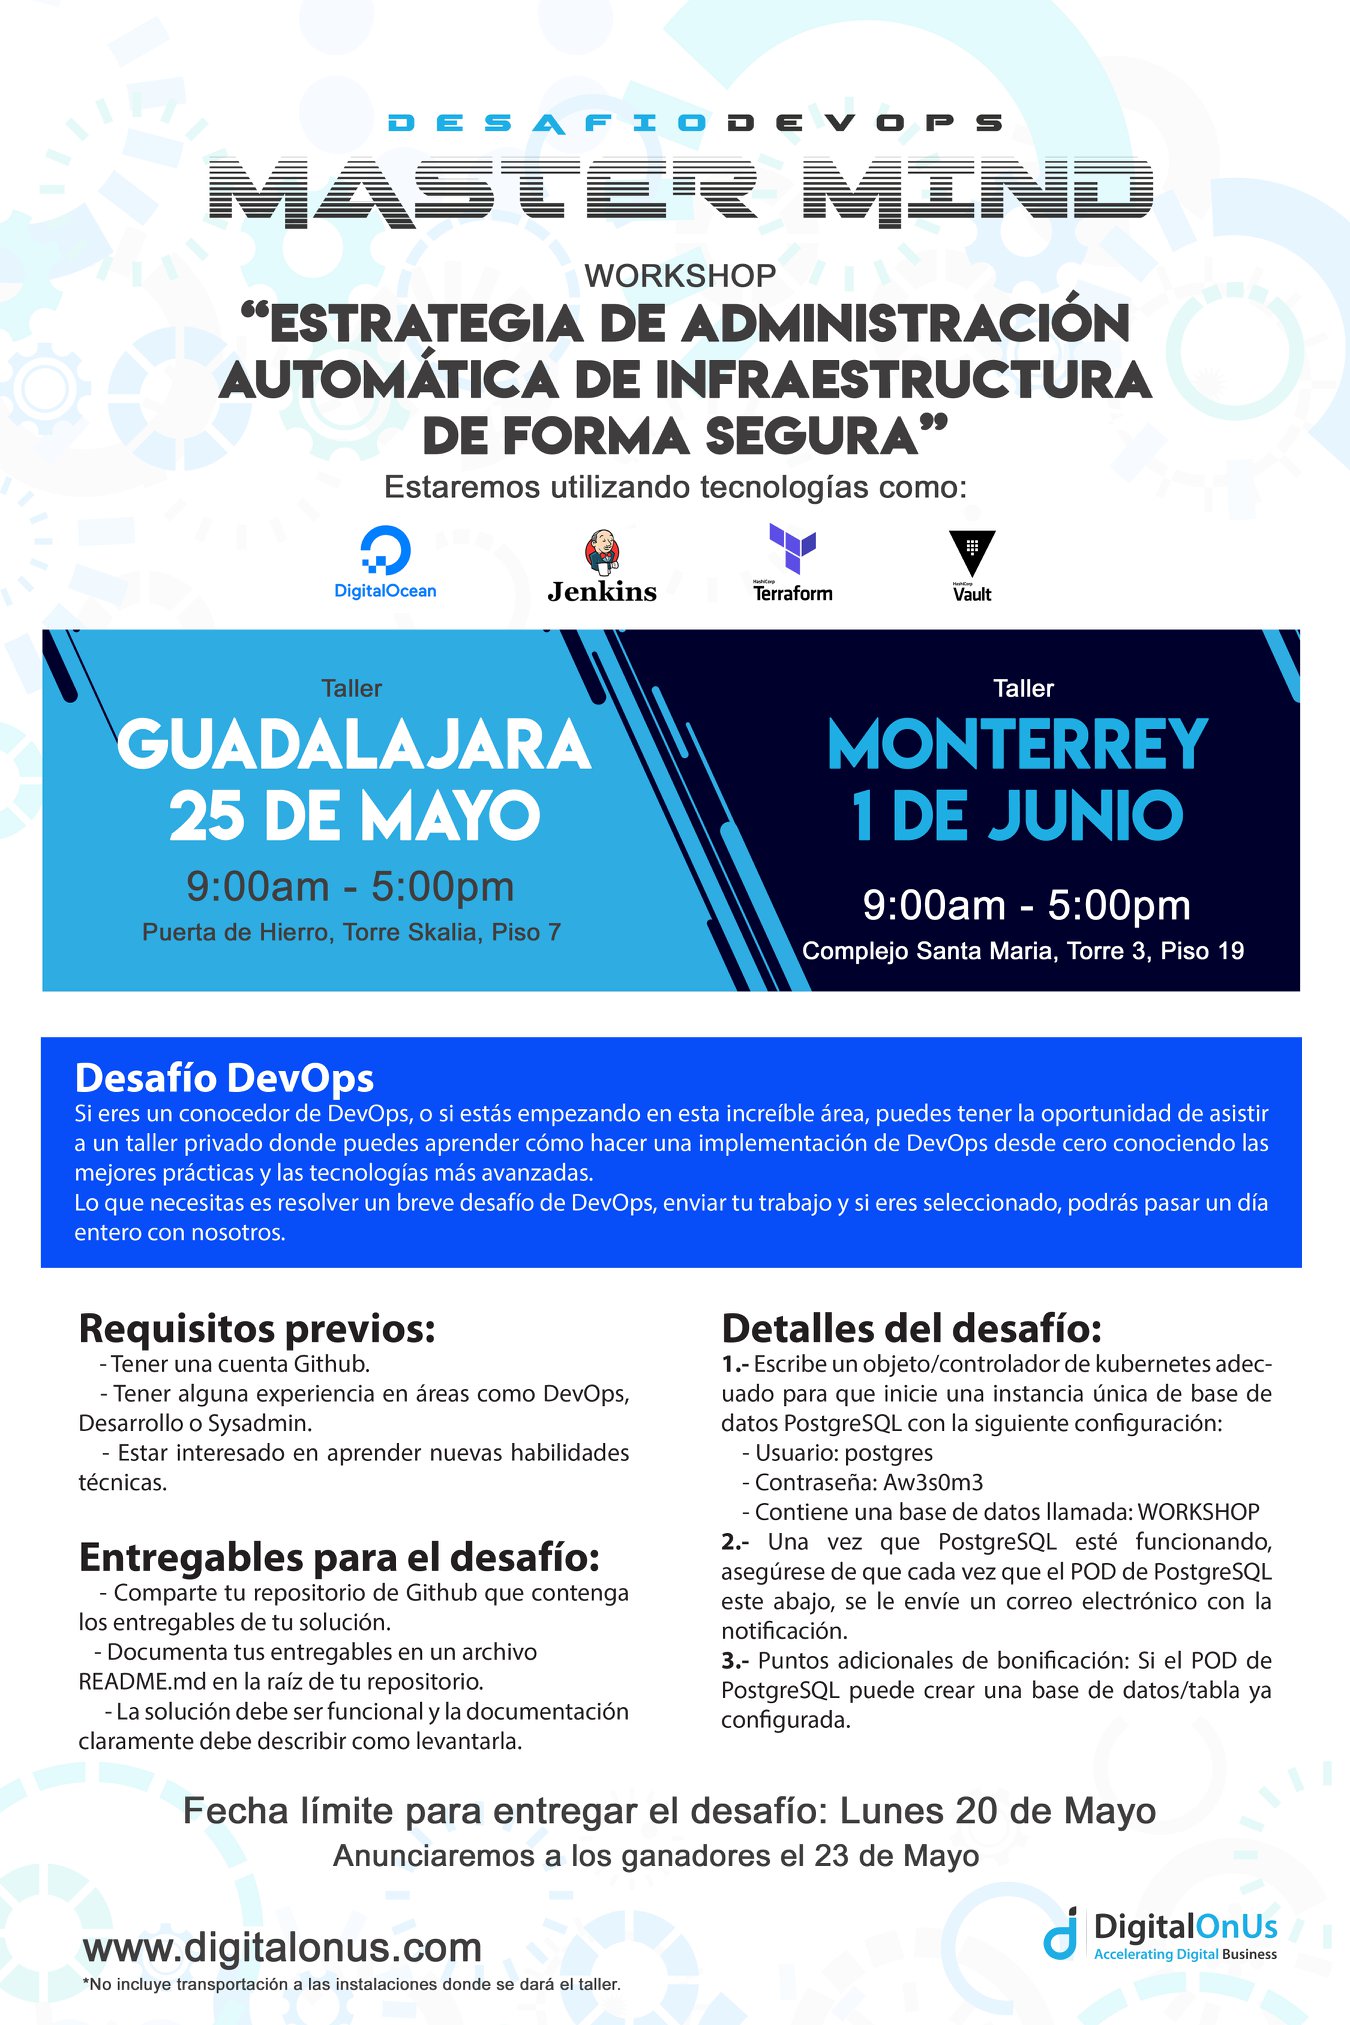 DESAFIODEVOPS
MASTER MIND
WORKSHOP
“ESTRATEGIA DE ADMINISTRACIÓN
AUTOMÁTICA DE INFRAESTRUCTURA
DE FORMA SEGURA”
Estaremos utilizando tecnologías como:
DigitalOcean
Jenkins
HashiCorp
Terraform
HashiCorp
Vault
Taller
GUADALAJARA
25 DE MAYO
9:00am - 5:00pm
Puerta de Hierro, Torre Skalia, Piso 7
Taller
MONTERREY
1 DE JUNIO
9:00am - 5:00pm
Complejo Santa Maria, Torre 3, Piso 19
Desafío DevOps
Si eres un conocedor de DevOps, o si estás empezando en esta increíble área, puedes tener la oportunidad de asistir
a un taller privado donde puedes aprender cómo hacer una implementación de DevOps desde cero conociendo las
mejores prácticas y las tecnologías más avanzadas.
Lo que necesitas es resolver un breve desafío de DevOps, enviar tu trabajo y si eres seleccionado, podrás pasar un día
entero con nosotros.
Requisitos previos:
- Tener una cuenta Github.
- Tener alguna experiencia en áreas como DevOps,
Desarrollo o Sysadmin.
- Estar interesado en aprender nuevas habilidades
técnicas.
Entregables para el desafío:
- Comparte tu repositorio de Github que contenga
los entregables de tu solución.
- Documenta tus entregables en un archivo
README.md en la raíz de tu repositorio.
- La solución debe ser funcional y la documentación
claramente debe describir como levantarla.
Detalles del desafío:
1.- Escribe un objeto/controlador de kubernetes adec-
uado para que inicie una instancia única de base de
datos PostgreSQL con la siguiente configuración:
- Usuario: postgres
- Contraseña: Aw3s0m3
- Contiene una base de datos llamada: WORKSHOP
2.- Una vez que PostgreSQL esté funcionando,
asegúrese de que cada vez que el POD de PostgreSQL
este abajo, se le envíe un correo electrónico con la
notificación.
3.- Puntos adicionales de bonificación: Si el POD de
PostgreSQL puede crear una base de datos/tabla ya
configurada.
Fecha límite para entregar el desafío: Lunes 20 de Mayo
Anunciaremos a los ganadores el 23 de Mayo
www.digitalonus.com
*No incluye transportación a las instalaciones donde se dará el taller.
DigitalOnUs
Accelerating Digital Business